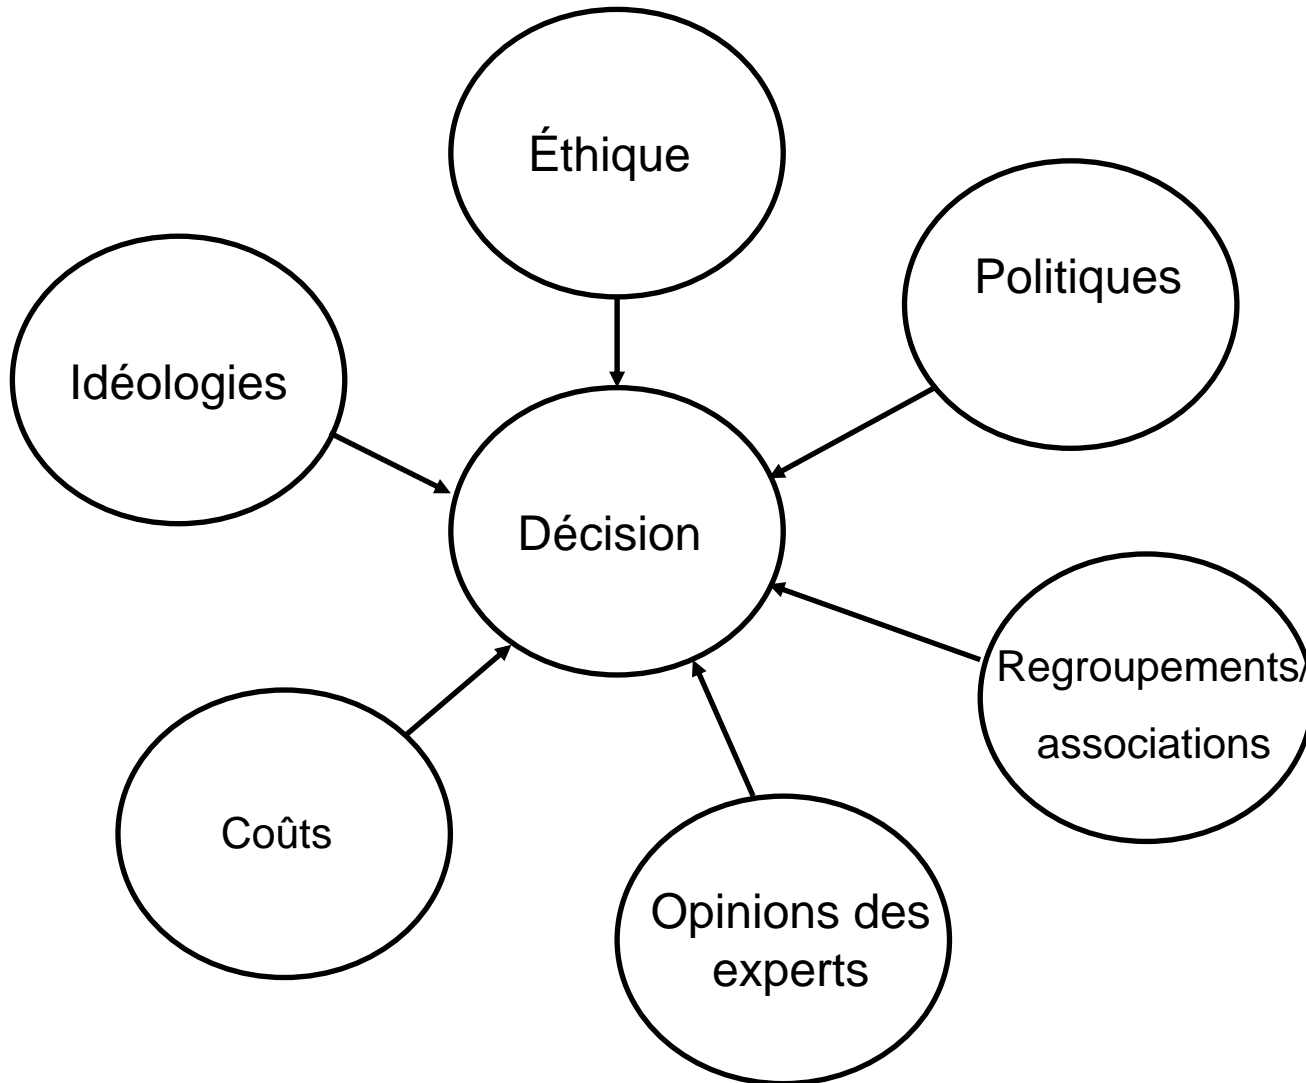 Éthique
Politiques
Idéologies
Décision
Regroupements/
associations
Coûts
Opinions des
experts